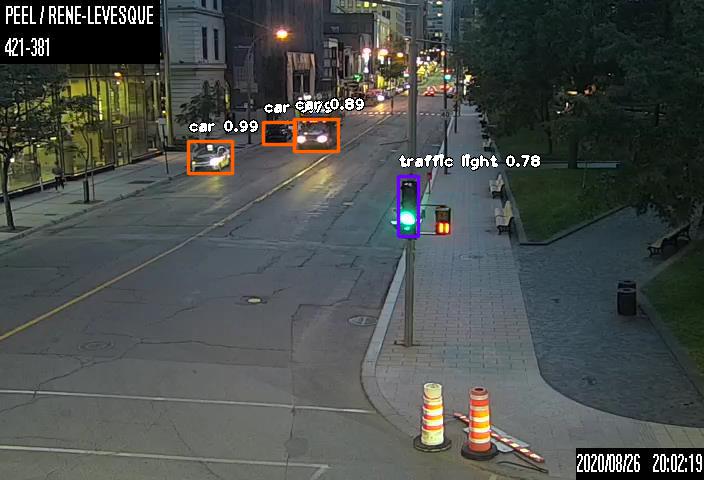 PEEL / RENE-LEVESQUE
421-381
car 0.89
car
car 0.99
traffic light 0.78
2020/08/26 20:02:19